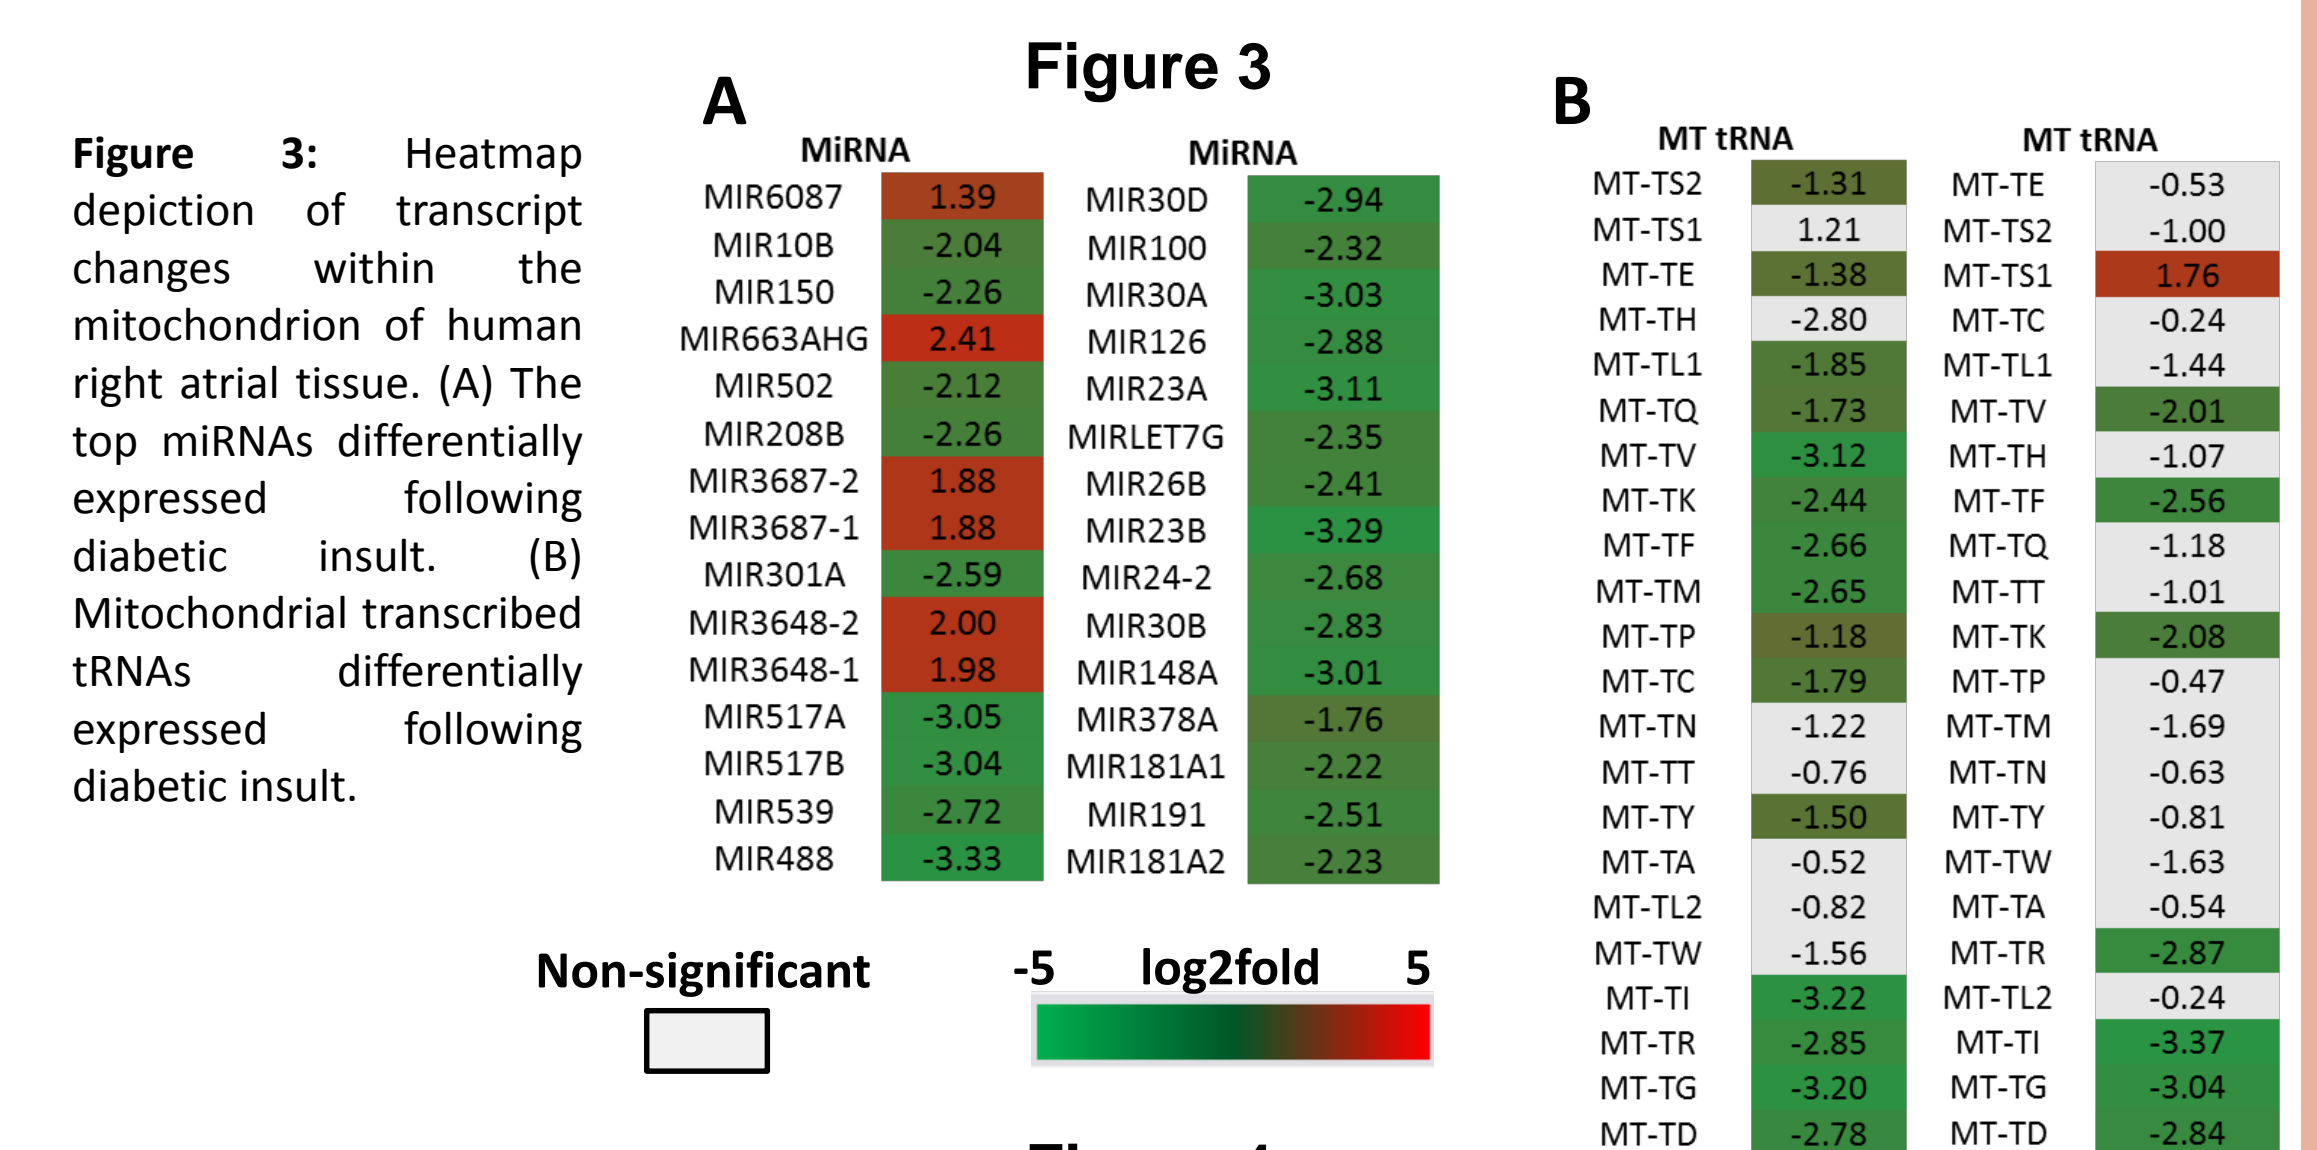 Figure 3
Figure 3: Heatmap
depiction of transcript
changes within the
mitochondrion of human
right atrial tissue. (A) The
top miRNAs differentially
expressed following
diabetic insult. (B)
Mitochondrial transcribed
tRNAs differentially
expressed following
diabetic insult.
A
MiRNA MiRNA
MIR6087 1.39 MIR30D -2.94
MIR10B -2.04 MIR100 -2.32
MIR150 -2.26 MIR30A -3.03
MIR663AHG 2.41 MIR126 -2.88
MIR502 -2.12 MIR23A -3.11
MIR208B -2.26 MIRLET7G -2.35
MIR3687-2 1.88 MIR26B -2.41
MIR3687-1 1.88 MIR23B -3.29
MIR301A -2.59 MIR24-2 -2.68
MIR3648-2 2.00 MIR30B -2.83
MIR3648-1 1.98 MIR148A -3.01
MIR517A -3.05 MIR378A -1.76
MIR517B -3.04 MIR181A1 -2.22
MIR539 -2.72 MIR191 -2.51
MIR488 -3.33 MIR181A2 -2.23
Non-significant
-5 log2fold 5
B
MT tRNA MT tRNA
MT-TS2 -1.31 MT-TE -0.53
MT-TS1 1.21 MT-TS2 -1.00
MT-TE -1.38 MT-TS1 1.76
MT-TH -2.80 MT-TC -0.24
MT-TL1 -1.85 MT-TL1 -1.44
MT-TQ -1.73 MT-TV -2.01
MT-TV -3.12 MT-TH -1.07
MT-TK -2.44 MT-TF -2.56
MT-TF -2.66 MT-TQ -1.18
MT-TM -2.65 MT-TT -1.01
MT-TP -1.18 MT-TK -2.08
MT-TC -1.79 MT-TP -0.47
MT-TN -1.22 MT-TM -1.69
MT-TT -0.76 MT-TN -0.63
MT-TY -1.50 MT-TY -0.81
MT-TA -0.52 MT-TW -1.63
MT-TL2 -0.82 MT-TA -0.54
MT-TW -1.56 MT-TR -2.87
MT-TI -3.22 MT-TL2 -0.24
MT-TR -2.85 MT-TI -3.37
MT-TG -3.20 MT-TG -3.04
MT-TD -2.78 MT-TD -2.84